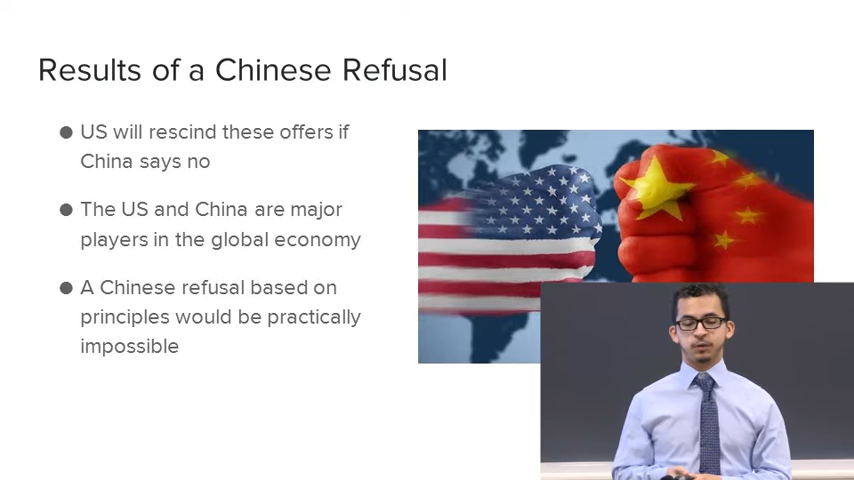 Results of a Chinese Refusal
● US will rescind these offers if
China says no
● The US and China are major
players in the global economy
● A Chinese refusal based on
principles would be practically
impossible